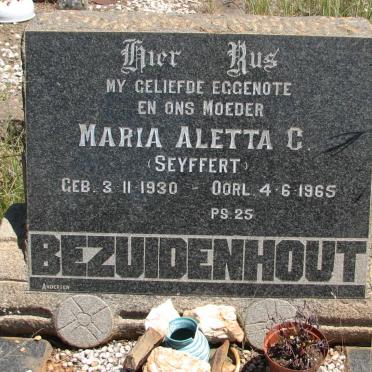 Hier Rus
MY GELIEFDE EGGENOTE
EN ONS MOEDER
MARIA ALETTA C.
(SEYFFERT)
GEB. 3·11·1930 - OORL. 4·6·1965
PS. 25
BEZUIDENHOUT
ANDERSEN